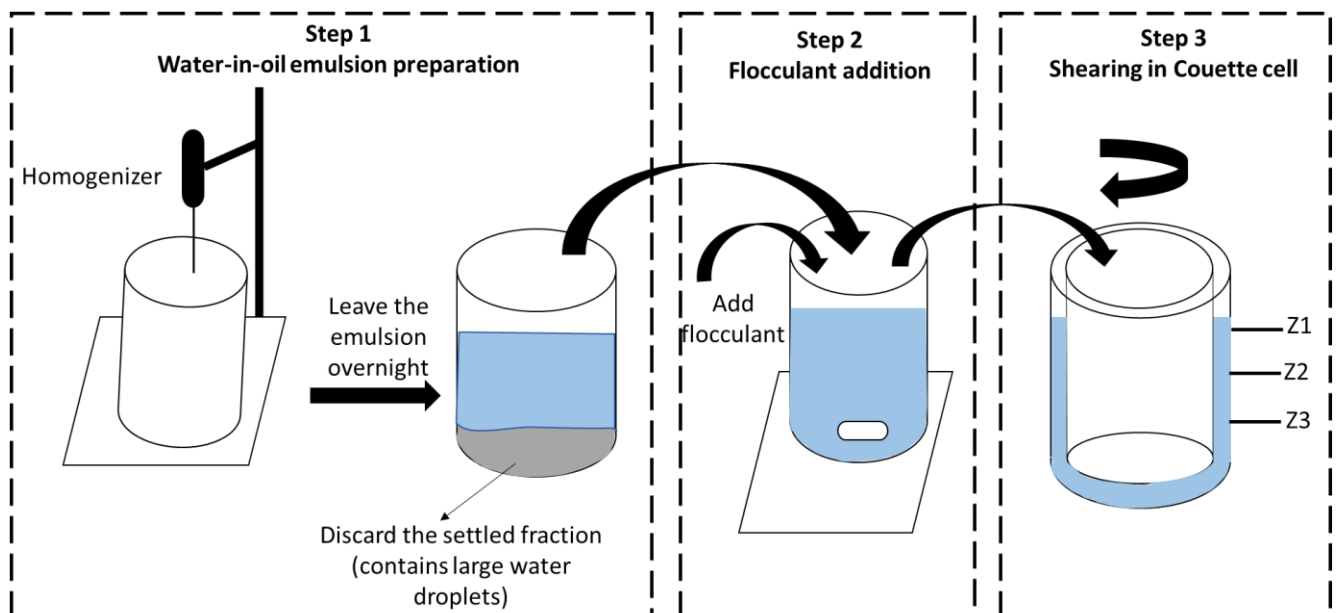 Step 1
Water-in-oil emulsion preparation
Homogenizer
Leave the
emulsion
overnight
Discard the settled fraction
(contains large water
droplets)
Step 2
Flocculant addition
Add
flocculant
Step 3
Shearing in Couette cell
Z1
Z2
Z3